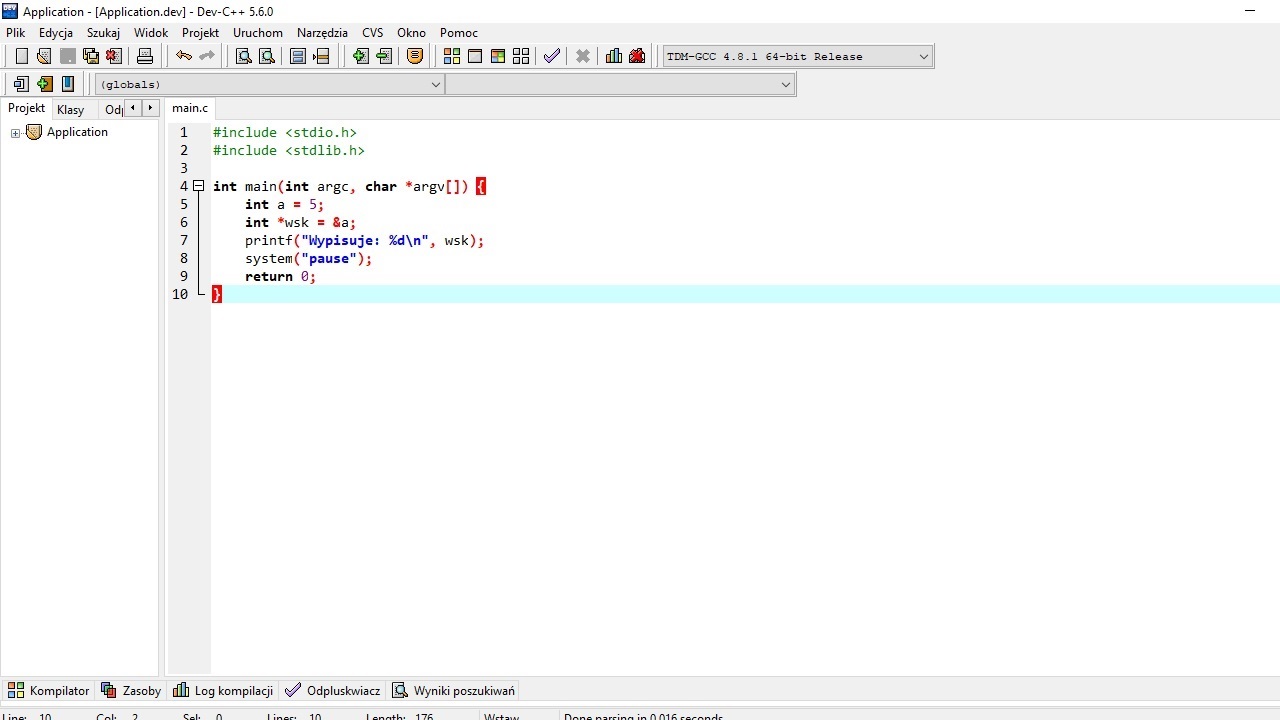 Application - [Application.dev] - Dev-C++ 5.6.0
Plik Edycja Szukaj Widok Projekt Uruchom Narzędzia CVS Okno Pomoc
TDM-GCC 4.8.1 64-bit Release
(globals)
Projekt Klasy
main.c
Application
1 #include <stdio.h>
2 #include <stdlib.h>
3
4 int main(int argc, char *argv[]) {
5 int a = 5;
6 int *wsk = &a;
7 printf("Wypisuje: %d\n", wsk);
8 system("pause");
9 return 0;
10 }
Kompilator Zasoby Log kompilacji Odpluskwiacz Wyniki poszukiwań
Line: 10 Col: 2 Sel: 0 Lines: 10 Length: 176 Wstaw Done parsing in 0.016 seconds